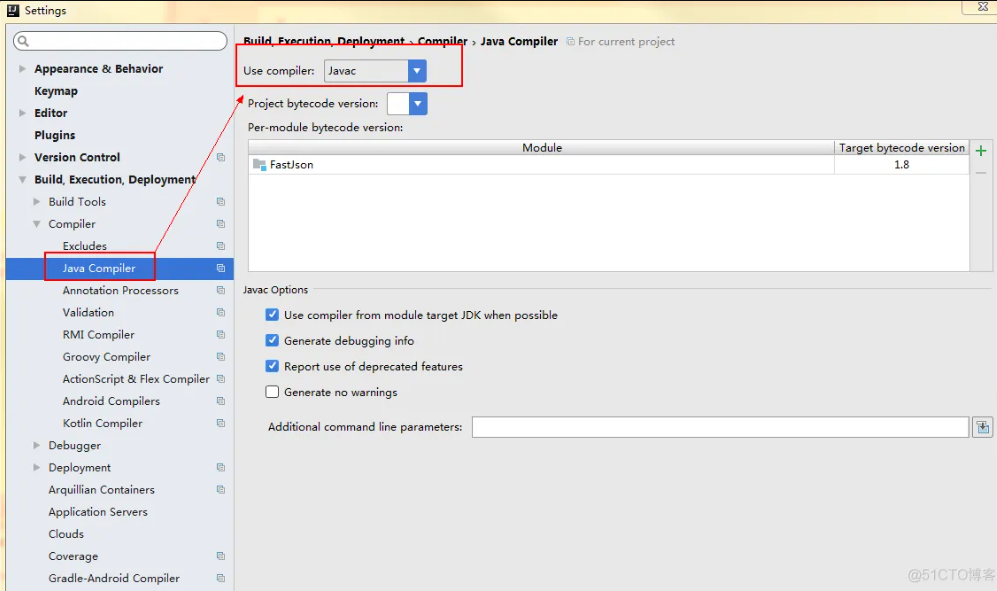 Settings
Appearance & Behavior
Keymap
Editor
Plugins
Version Control
Build, Execution, Deployment
Build Tools
Compiler
Excludes
Java Compiler
Annotation Processors
Validation
RMI Compiler
Groovy Compiler
ActionScript & Flex Compiler
Android Compilers
Kotlin Compiler
Debugger
Deployment
Arquillian Containers
Application Servers
Clouds
Coverage
Gradle-Android Compiler
Build, Execution, Deployment › Compiler › Java Compiler For current project
Use compiler: Javac
Project bytecode version:
Per-module bytecode version:
Module Target bytecode version
FastJson 1.8
Javac Options
Use compiler from module target JDK when possible
Generate debugging info
Report use of deprecated features
Generate no warnings
Additional command line parameters:
@51CTO博客